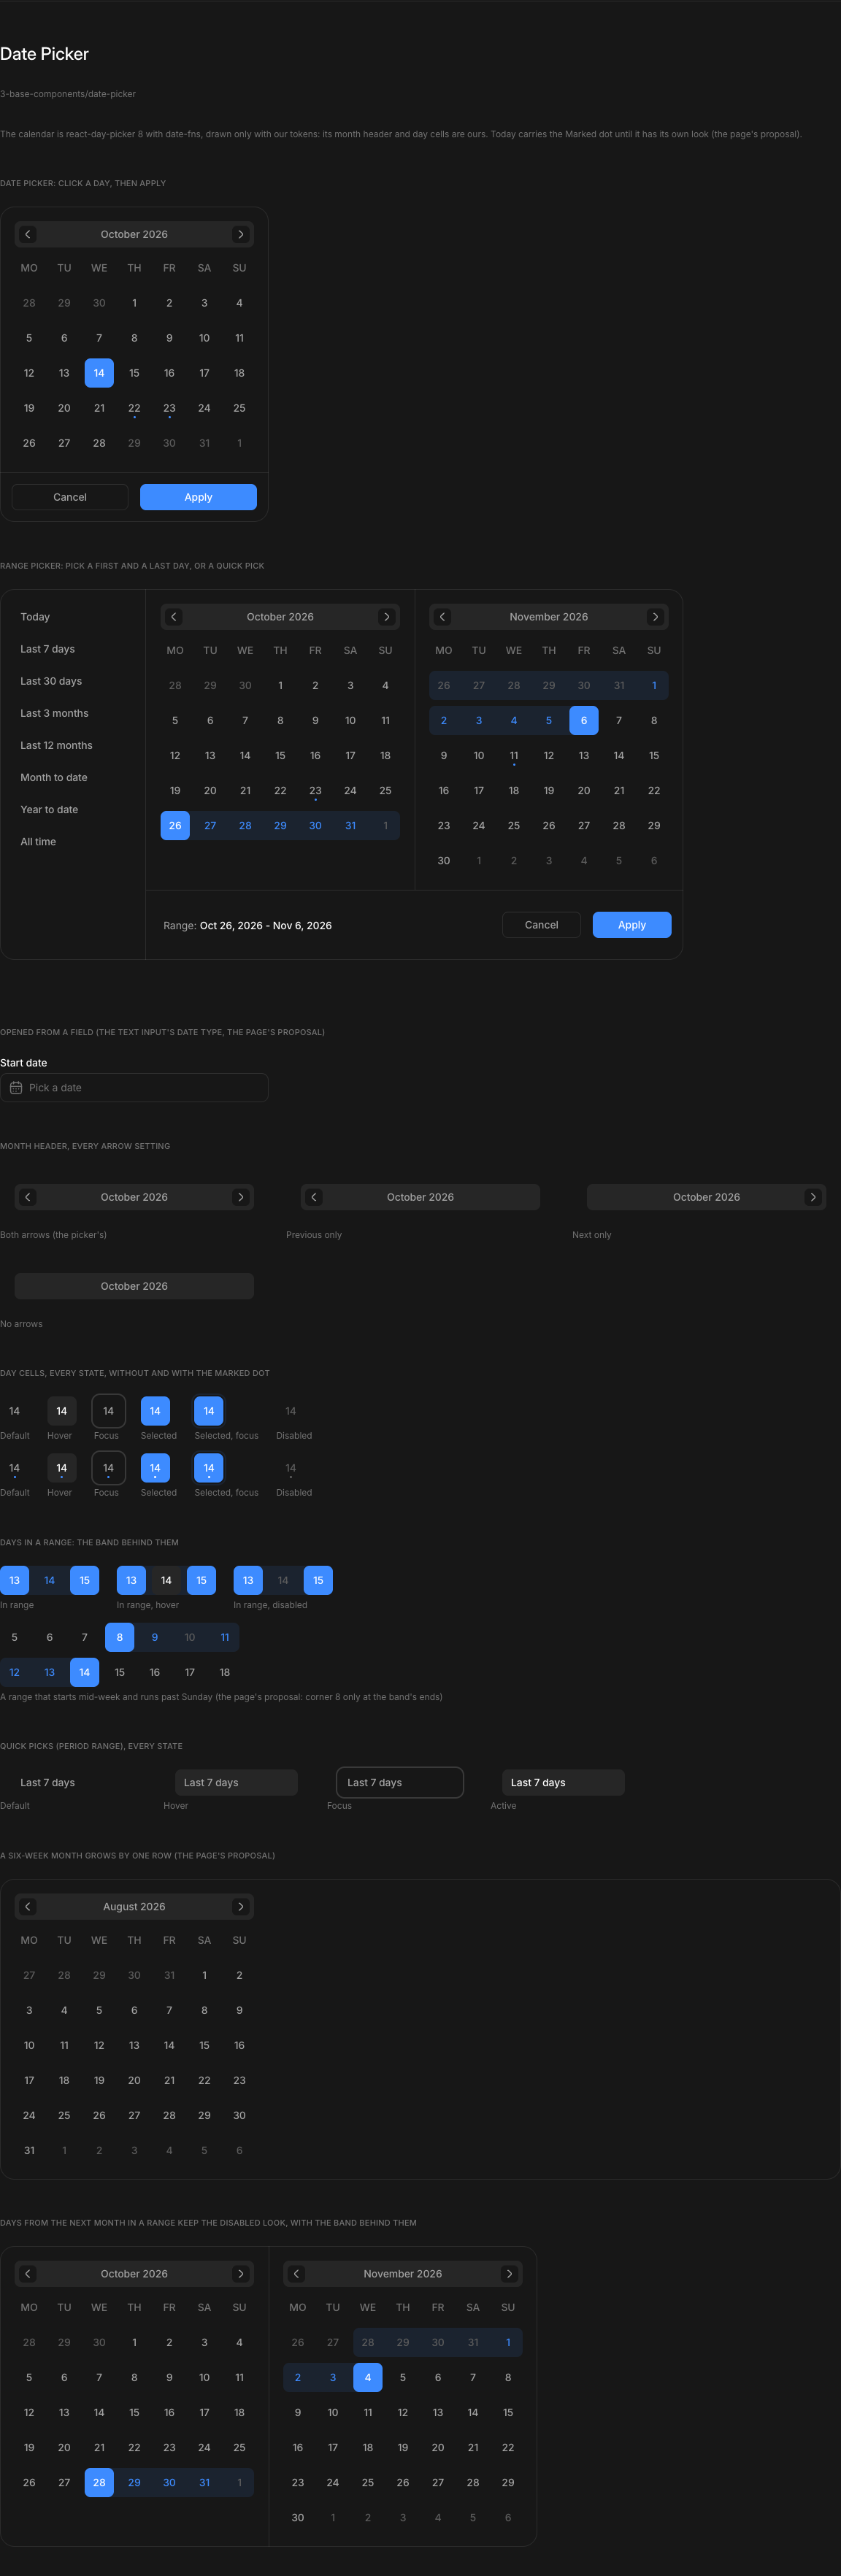 Date Picker
3-base-components/date-picker
The calendar is react-day-picker 8 with date-fns, drawn only with our tokens: its month header and day cells are ours. Today carries the Marked dot until it has its own look (the page's proposal).
DATE PICKER: CLICK A DAY, THEN APPLY
October 2026
MO TU WE TH FR SA SU
28 29 30 1 2 3 4
5 6 7 8 9 10 11
12 13 14 15 16 17 18
19 20 21 22 23 24 25
26 27 28 29 30 31 1
Cancel Apply
RANGE PICKER: PICK A FIRST AND A LAST DAY, OR A QUICK PICK
Today
Last 7 days
Last 30 days
Last 3 months
Last 12 months
Month to date
Year to date
All time
October 2026
MO TU WE TH FR SA SU
28 29 30 1 2 3 4
5 6 7 8 9 10 11
12 13 14 15 16 17 18
19 20 21 22 23 24 25
26 27 28 29 30 31 1
November 2026
MO TU WE TH FR SA SU
26 27 28 29 30 31 1
2 3 4 5 6 7 8
9 10 11 12 13 14 15
16 17 18 19 20 21 22
23 24 25 26 27 28 29
30 1 2 3 4 5 6
Range: Oct 26, 2026 - Nov 6, 2026 Cancel Apply
OPENED FROM A FIELD (THE TEXT INPUT'S DATE TYPE, THE PAGE'S PROPOSAL)
Start date
Pick a date
MONTH HEADER, EVERY ARROW SETTING
October 2026 October 2026 October 2026
Both arrows (the picker's) Previous only Next only
October 2026
No arrows
DAY CELLS, EVERY STATE, WITHOUT AND WITH THE MARKED DOT
14 14 14 14 14 14
Default Hover Focus Selected Selected, focus Disabled
14 14 14 14 14 14
Default Hover Focus Selected Selected, focus Disabled
DAYS IN A RANGE: THE BAND BEHIND THEM
13 14 15 13 14 15 13 14 15
In range In range, hover In range, disabled
5 6 7 8 9 10 11
12 13 14 15 16 17 18
A range that starts mid-week and runs past Sunday (the page's proposal: corner 8 only at the band's ends)
QUICK PICKS (PERIOD RANGE), EVERY STATE
Last 7 days Last 7 days Last 7 days Last 7 days
Default Hover Focus Active
A SIX-WEEK MONTH GROWS BY ONE ROW (THE PAGE'S PROPOSAL)
August 2026
MO TU WE TH FR SA SU
27 28 29 30 31 1 2
3 4 5 6 7 8 9
10 11 12 13 14 15 16
17 18 19 20 21 22 23
24 25 26 27 28 29 30
31 1 2 3 4 5 6
DAYS FROM THE NEXT MONTH IN A RANGE KEEP THE DISABLED LOOK, WITH THE BAND BEHIND THEM
October 2026
MO TU WE TH FR SA SU
28 29 30 1 2 3 4
5 6 7 8 9 10 11
12 13 14 15 16 17 18
19 20 21 22 23 24 25
26 27 28 29 30 31 1
November 2026
MO TU WE TH FR SA SU
26 27 28 29 30 31 1
2 3 4 5 6 7 8
9 10 11 12 13 14 15
16 17 18 19 20 21 22
23 24 25 26 27 28 29
30 1 2 3 4 5 6